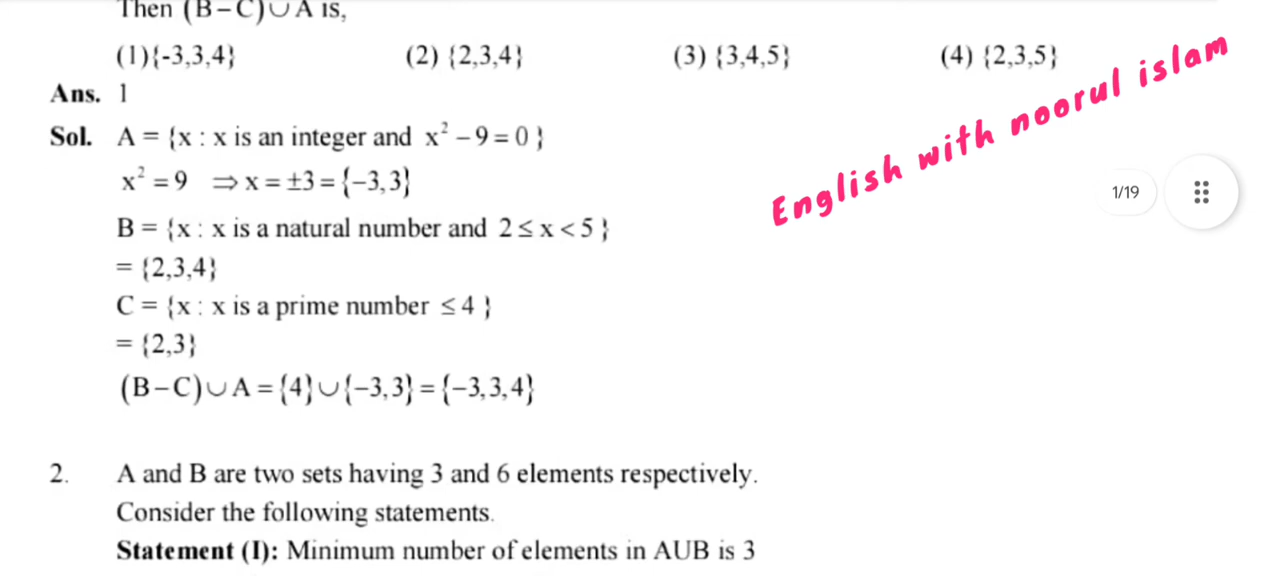 Then (B−C)∪A is,
(1){-3,3,4} (2) {2,3,4} (3) {3,4,5} (4) {2,3,5}
Ans. 1
Sol. A = {x : x is an integer and x² − 9 = 0 }
x² = 9 ⇒ x = ±3 = {−3,3}
B = {x : x is a natural number and 2 ≤ x < 5 }
= {2,3,4}
C = {x : x is a prime number ≤ 4 }
= {2,3}
(B−C)∪A = {4}∪{−3,3} = {−3,3,4}
English with noorul islam
1/19
2. A and B are two sets having 3 and 6 elements respectively.
Consider the following statements.
Statement (I): Minimum number of elements in AUB is 3